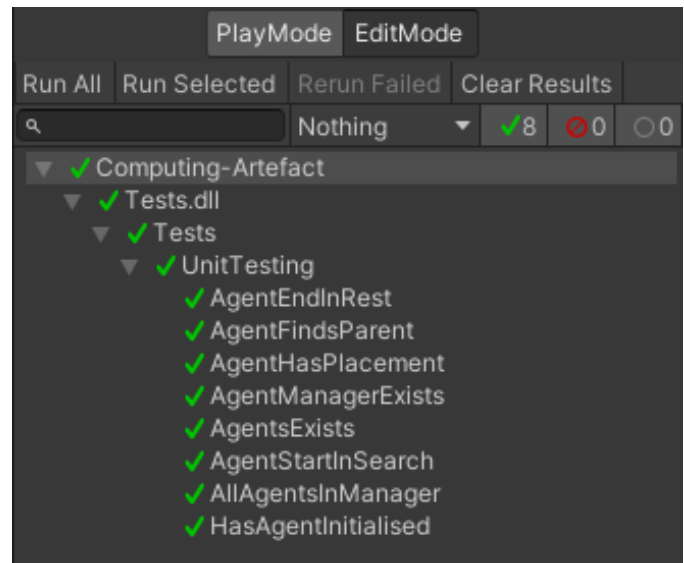 PlayMode EditMode
Run All Run Selected Rerun Failed Clear Results
Nothing 8 0 0
Computing-Artefact
Tests.dll
Tests
UnitTesting
AgentEndInRest
AgentFindsParent
AgentHasPlacement
AgentManagerExists
AgentsExists
AgentStartInSearch
AllAgentsInManager
HasAgentInitialised